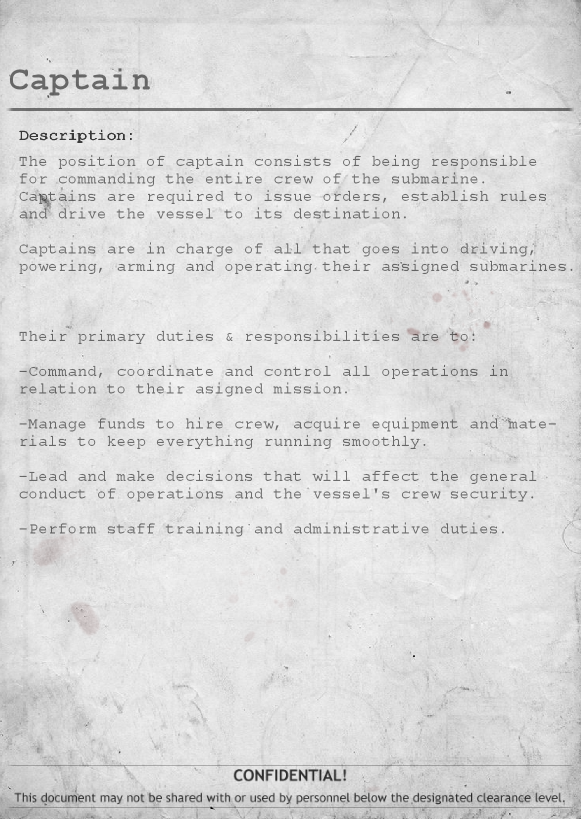 Captain
Description:
The position of captain consists of being responsible
for commanding the entire crew of the submarine.
Captains are required to issue orders, establish rules
and drive the vessel to its destination.
Captains are in charge of all that goes into driving,
powering, arming and operating their assigned submarines.
Their primary duties & responsibilities are to:
-Command, coordinate and control all operations in
relation to their asigned mission.
-Manage funds to hire crew, acquire equipment and mate-
rials to keep everything running smoothly.
-Lead and make decisions that will affect the general
conduct of operations and the vessel's crew security.
-Perform staff training and administrative duties.
CONFIDENTIAL!
This document may not be shared with or used by personnel below the designated clearance level.